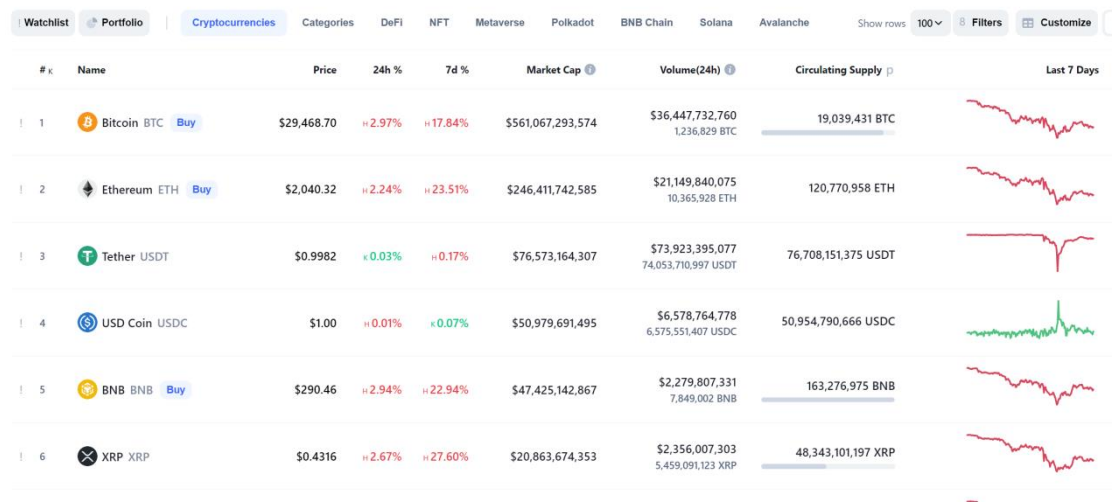 ! Watchlist Portfolio Cryptocurrencies Categories DeFi NFT Metaverse Polkadot BNB Chain Solana Avalanche Show rows 100 8 Filters Customize
# K Name Price 24h % 7d % Market Cap Volume(24h) Circulating Supply p Last 7 Days
! 1 Bitcoin BTC Buy $29,468.70 H 2.97% H 17.84% $561,067,293,574 $36,447,732,760 19,039,431 BTC
1,236,829 BTC
! 2 Ethereum ETH Buy $2,040.32 H 2.24% H 23.51% $246,411,742,585 $21,149,840,075 120,770,958 ETH
10,365,928 ETH
! 3 Tether USDT $0.9982 K 0.03% H 0.17% $76,573,164,307 $73,923,395,077 76,708,151,375 USDT
74,053,710,997 USDT
! 4 USD Coin USDC $1.00 H 0.01% K 0.07% $50,979,691,495 $6,578,764,778 50,954,790,666 USDC
6,575,551,407 USDC
! 5 BNB BNB Buy $290.46 H 2.94% H 22.94% $47,425,142,867 $2,279,807,331 163,276,975 BNB
7,849,002 BNB
! 6 XRP XRP $0.4316 H 2.67% H 27.60% $20,863,674,353 $2,356,007,303 48,343,101,197 XRP
5,459,091,123 XRP